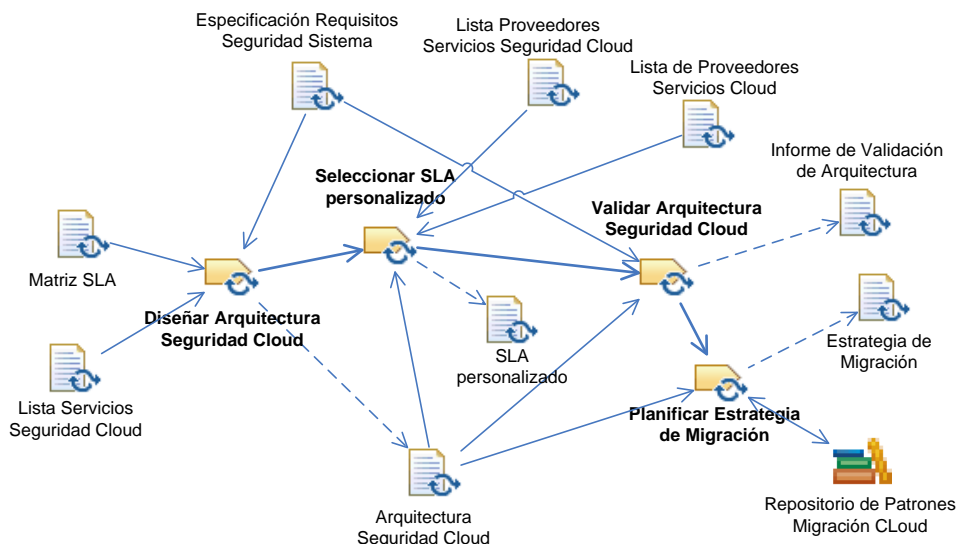 Especificación Requisitos
Seguridad Sistema
Lista Proveedores
Servicios Seguridad Cloud
Lista de Proveedores
Servicios Cloud
Informe de Validación
de Arquitectura
Seleccionar SLA
personalizado
Validar Arquitectura
Seguridad Cloud
Matriz SLA
Diseñar Arquitectura
Seguridad Cloud
SLA
personalizado
Estrategia de
Migración
Lista Servicios
Seguridad Cloud
Planificar Estrategia
de Migración
Arquitectura
Seguridad Cloud
Repositorio de Patrones
Migración CLoud